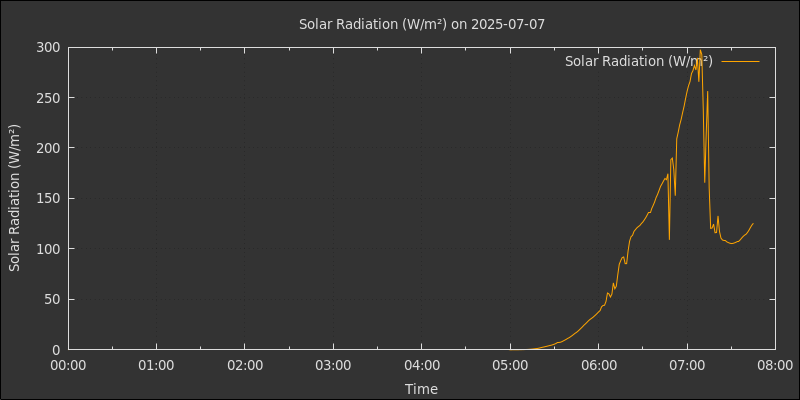 Solar Radiation (W/m²) on 2025-07-07
Solar Radiation (W/m²)
Solar Radiation (W/m²)
300
250
200
150
100
50
0
00:00 01:00 02:00 03:00 04:00 05:00 06:00 07:00 08:00
Time